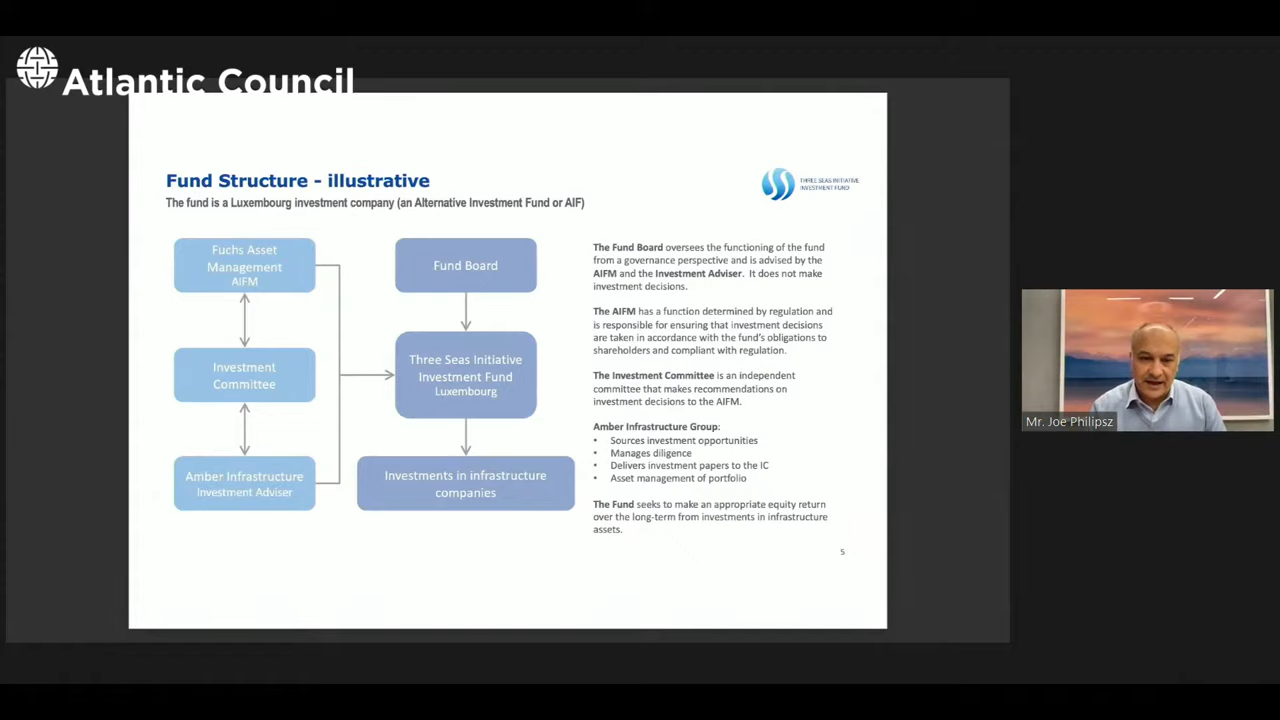 Atlantic Council
Fund Structure - illustrative
The fund is a Luxembourg investment company (an Alternative Investment Fund or AIF)
THREE SEAS INITIATIVE
INVESTMENT FUND
Fuchs Asset
Management
AIFM
Investment
Committee
Amber Infrastructure
Investment Adviser
Fund Board
Three Seas Initiative
Investment Fund
Luxembourg
Investments in infrastructure
companies
The Fund Board oversees the functioning of the fund
from a governance perspective and is advised by the
AIFM and the Investment Adviser. It does not make
investment decisions.
The AIFM has a function determined by regulation and
is responsible for ensuring that investment decisions
are taken in accordance with the fund's obligations to
shareholders and compliant with regulation.
The Investment Committee is an independent
committee that makes recommendations on
investment decisions to the AIFM.
Amber Infrastructure Group:
• Sources investment opportunities
• Manages diligence
• Delivers investment papers to the IC
• Asset management of portfolio
The Fund seeks to make an appropriate equity return
over the long-term from investments in infrastructure
assets.
5
Mr. Joe Philipsz